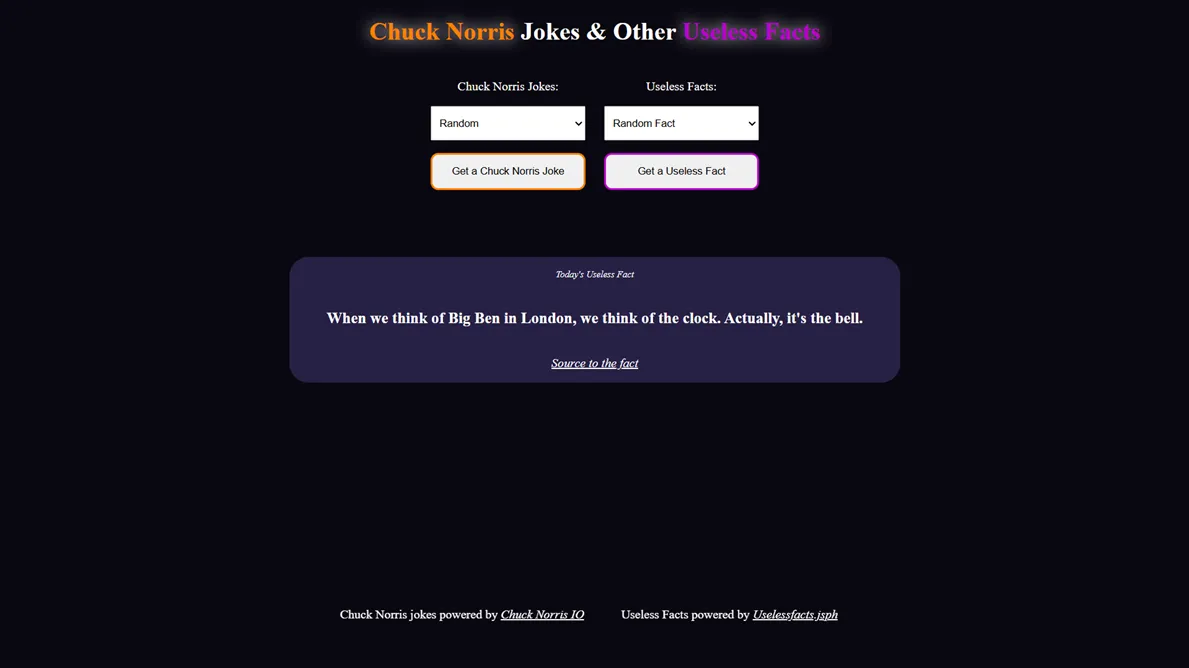 Chuck Norris Jokes & Other Useless Facts
Chuck Norris Jokes:
Useless Facts:
Random
Random Fact
Get a Chuck Norris Joke
Get a Useless Fact
Today's Useless Fact
When we think of Big Ben in London, we think of the clock. Actually, it's the bell.
Source to the fact
Chuck Norris jokes powered by Chuck Norris IO
Useless Facts powered by Uselessfacts.jsph